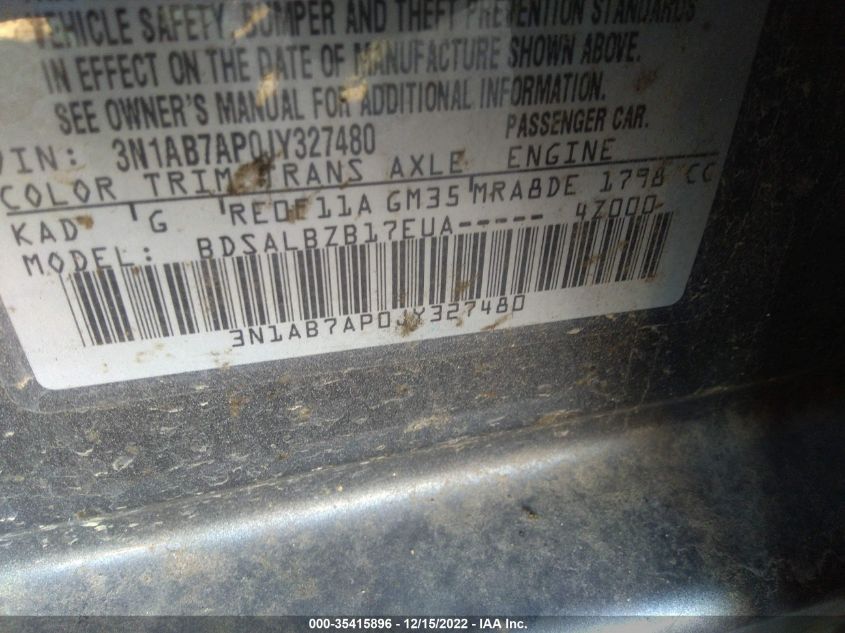 VEHICLE SAFETY, BUMPER AND THEFT PREVENTION STANDARDS
IN EFFECT ON THE DATE OF MANUFACTURE SHOWN ABOVE.
SEE OWNER'S MANUAL FOR ADDITIONAL INFORMATION.
PASSENGER CAR.
VIN: 3N1AB7AP0JY327480
COLOR TRIM TRANS AXLE ENGINE
KAD G RE0F11A GM35 MRA8DE 1798 CC
MODEL: BDSALBZB17EUA----- 4Z000
3N1AB7AP0JY327480
000-35415896 - 12/15/2022 - IAA Inc.